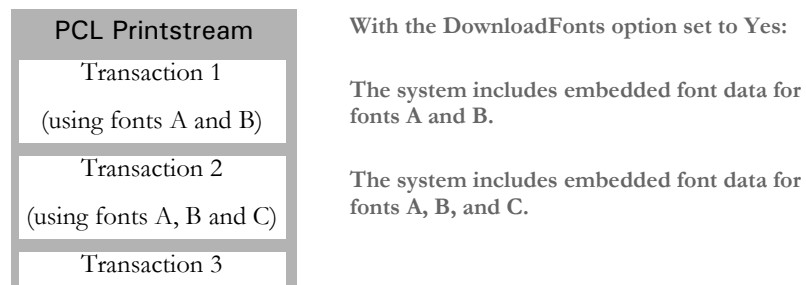 PCL Printstream
Transaction 1
(using fonts A and B)
Transaction 2
(using fonts A, B and C)
Transaction 3
With the DownloadFonts option set to Yes:
The system includes embedded font data for
fonts A and B.
The system includes embedded font data for
fonts A, B, and C.